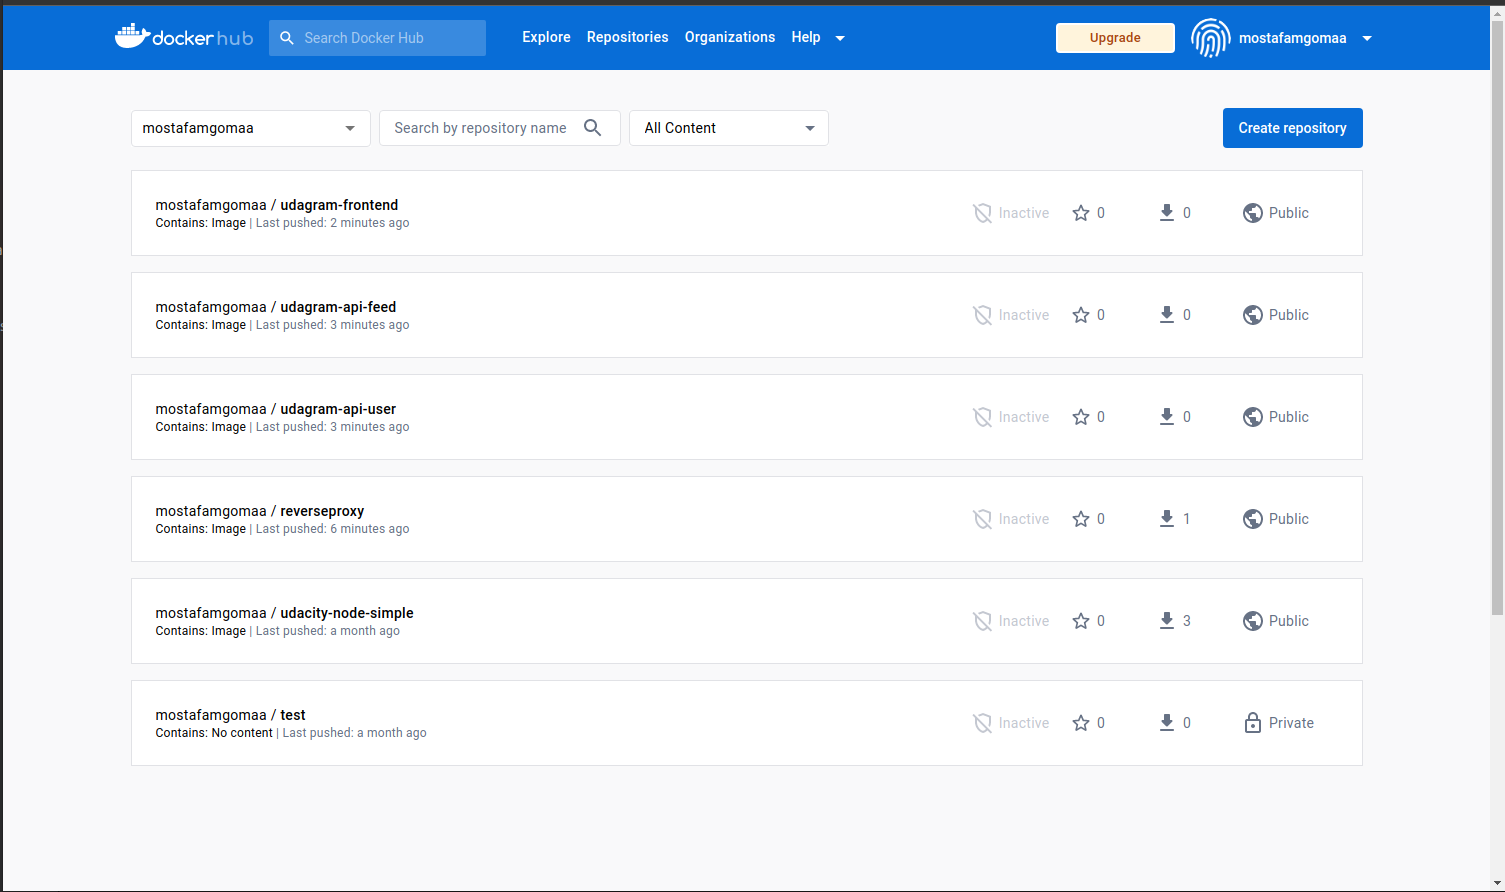 docker hub
Search Docker Hub
Explore Repositories Organizations Help
Upgrade
mostafamgomaa
mostafamgomaa
Search by repository name
All Content
Create repository
mostafamgomaa / udagram-frontend
Contains: Image | Last pushed: 2 minutes ago
Inactive 0 0 Public
mostafamgomaa / udagram-api-feed
Contains: Image | Last pushed: 3 minutes ago
Inactive 0 0 Public
mostafamgomaa / udagram-api-user
Contains: Image | Last pushed: 3 minutes ago
Inactive 0 0 Public
mostafamgomaa / reverseproxy
Contains: Image | Last pushed: 6 minutes ago
Inactive 0 1 Public
mostafamgomaa / udacity-node-simple
Contains: Image | Last pushed: a month ago
Inactive 0 3 Public
mostafamgomaa / test
Contains: No content | Last pushed: a month ago
Inactive 0 0 Private